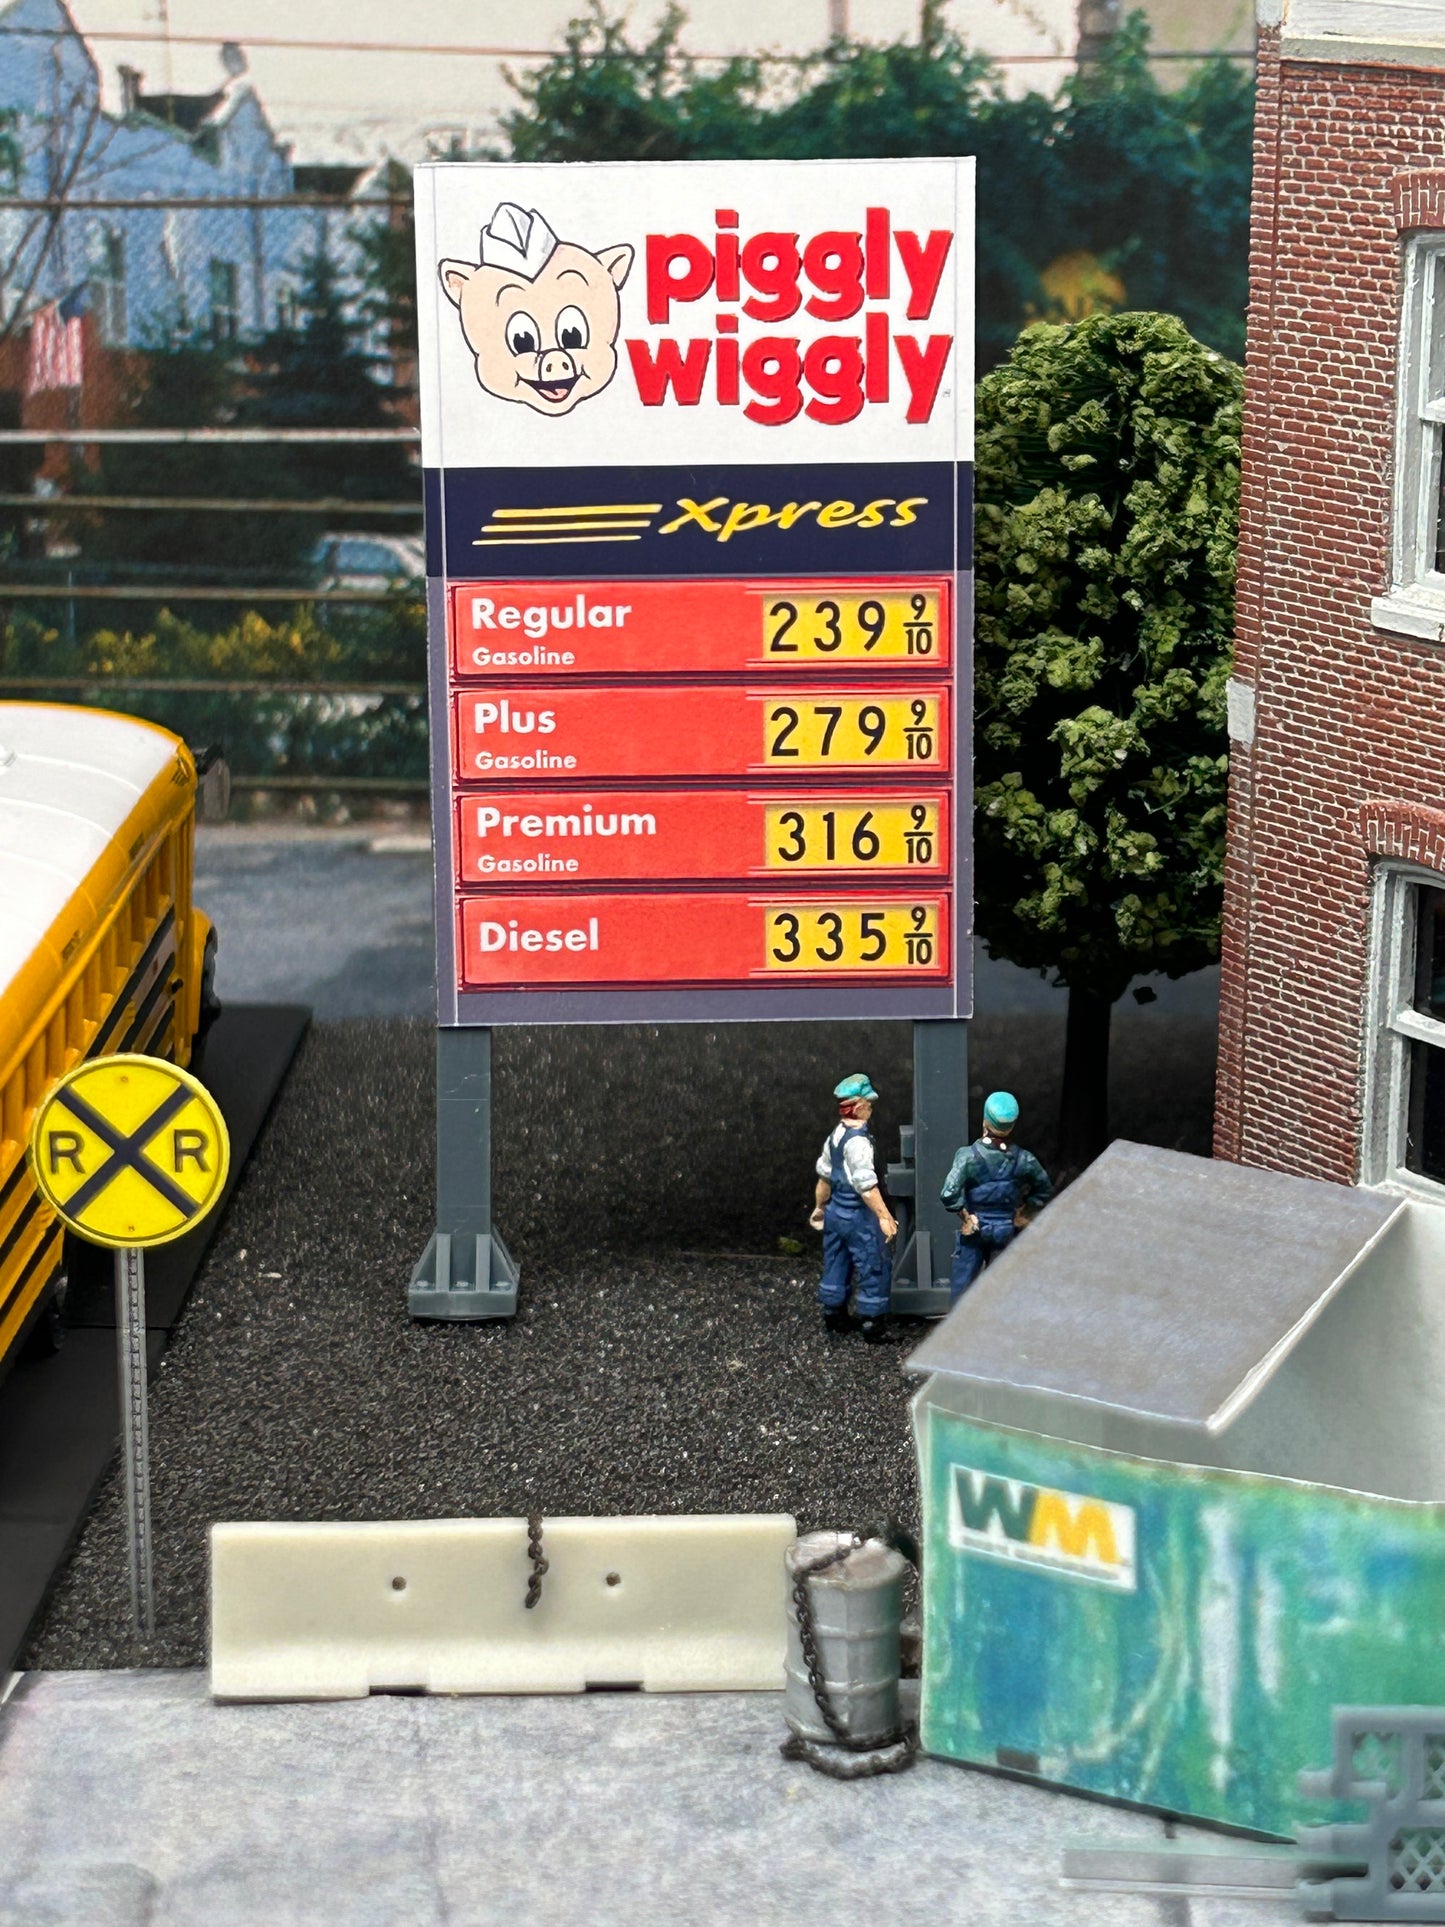 piggly
wiggly
Xpress
Regular 239 9/10
Gasoline
Plus 279 9/10
Gasoline
Premium 316 9/10
Gasoline
Diesel 335 9/10
R R
WM